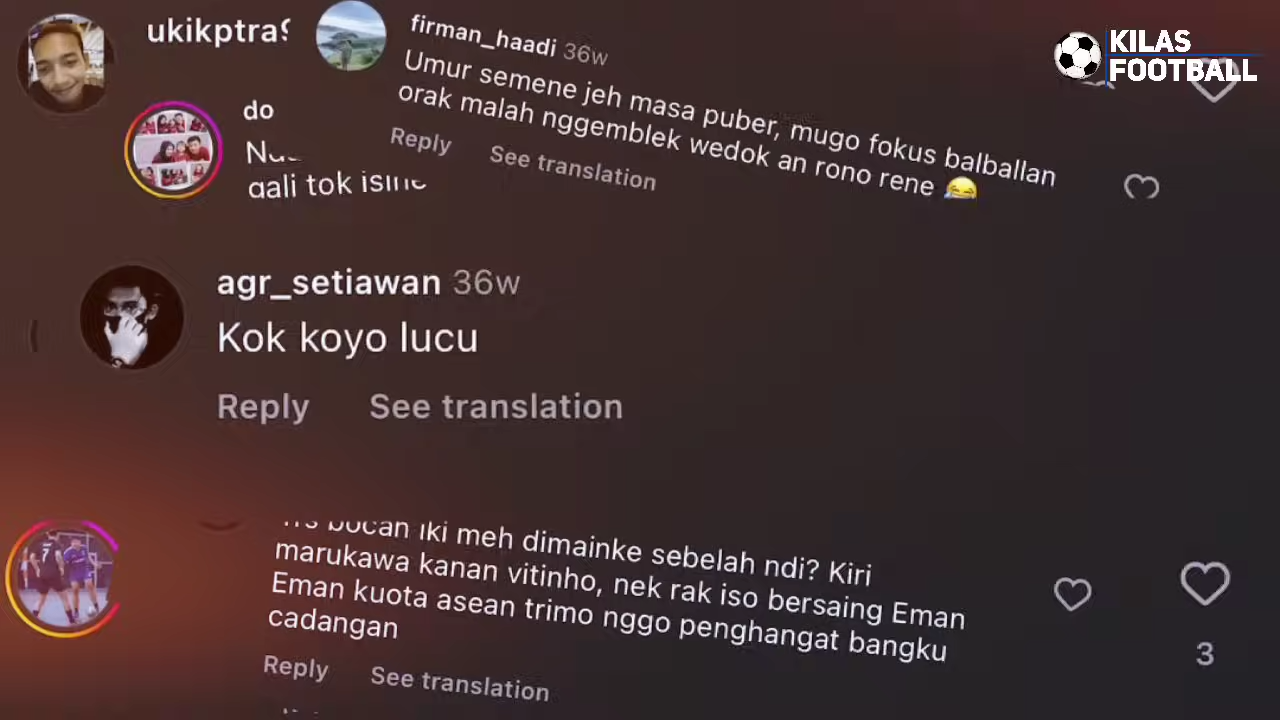 KILAS
FOOTBALL
firman_haadi 36w
Umur semene jeh masa puber, mugo fokus balballan
orak malah nggemblek wedok an rono rene 😂
Reply See translation
do
tok
agr_setiawan 36w
Kok koyo lucu
Reply See translation
bocah iki meh dimainke sebelah ndi? Kiri
marukawa kanan vitinho, nek rak iso bersaing Eman
Eman kuota asean trimo nggo penghangat bangku
cadangan
Reply See translation
3